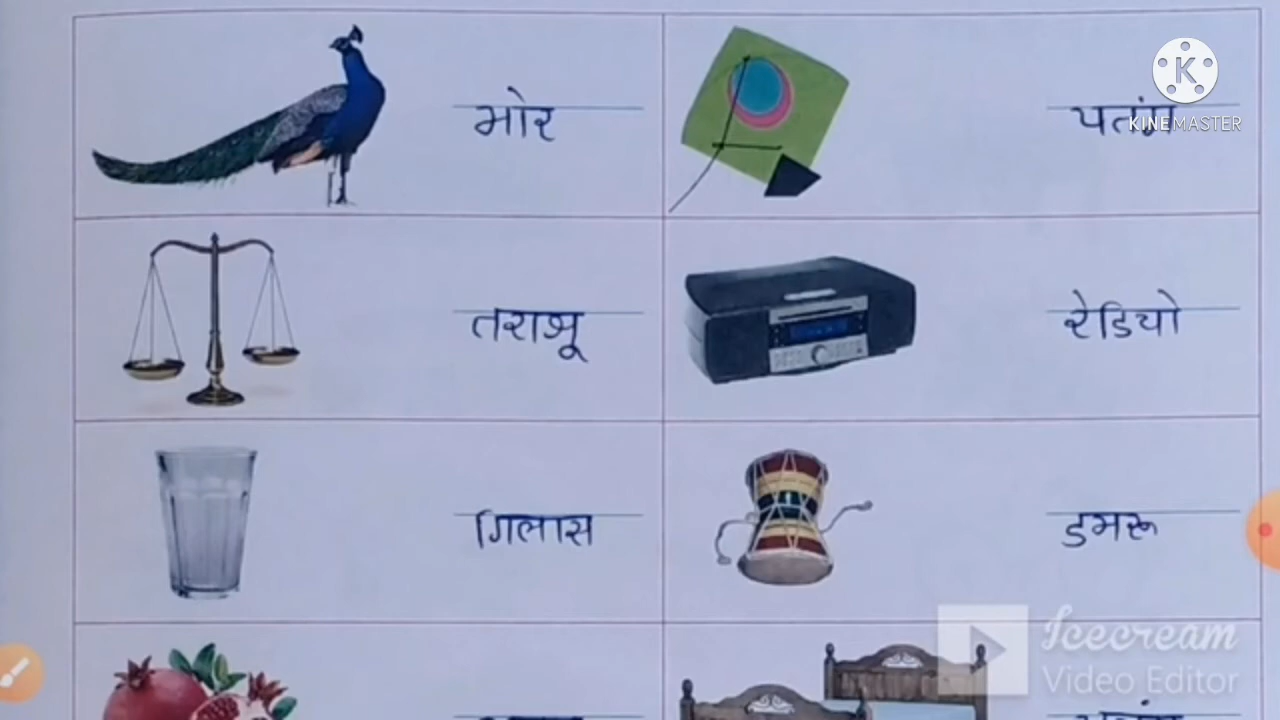 मोर
पतंग
KINEMASTER
तराजू
रेडियो
गिलास
डमरू
Icecream
Video Editor